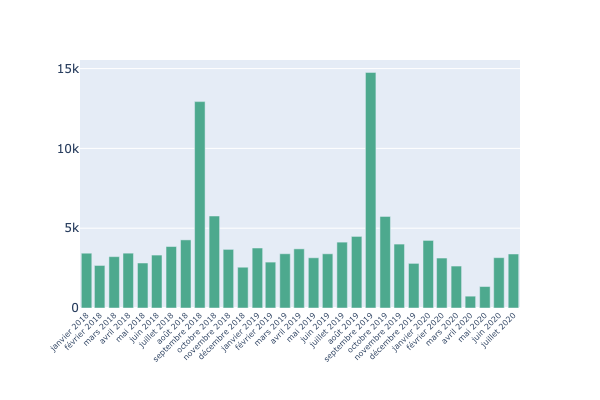 15k
10k
5k
0
janvier 2018
février 2018
mars 2018
avril 2018
mai 2018
juin 2018
juillet 2018
août 2018
septembre 2018
octobre 2018
novembre 2018
décembre 2018
janvier 2019
février 2019
mars 2019
avril 2019
mai 2019
juin 2019
juillet 2019
août 2019
septembre 2019
octobre 2019
novembre 2019
décembre 2019
janvier 2020
février 2020
mars 2020
avril 2020
mai 2020
juin 2020
juillet 2020